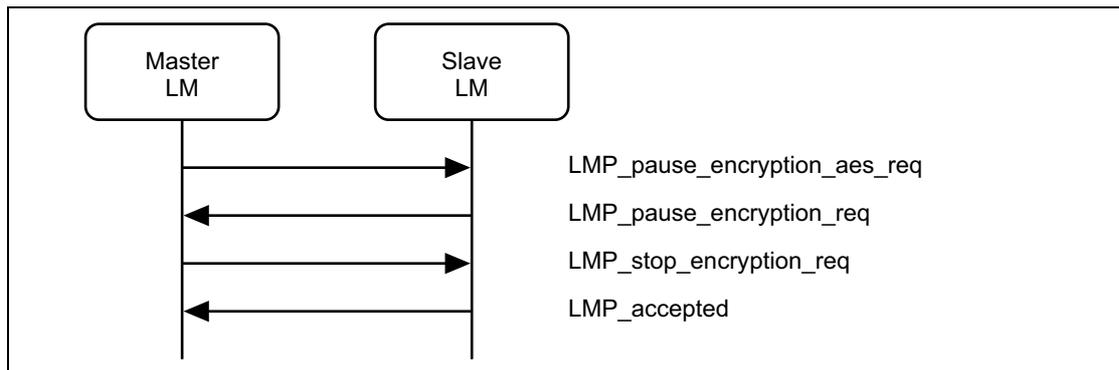 Master
LM
Slave
LM
LMP_pause_encryption_aes_req
LMP_pause_encryption_req
LMP_stop_encryption_req
LMP_accepted